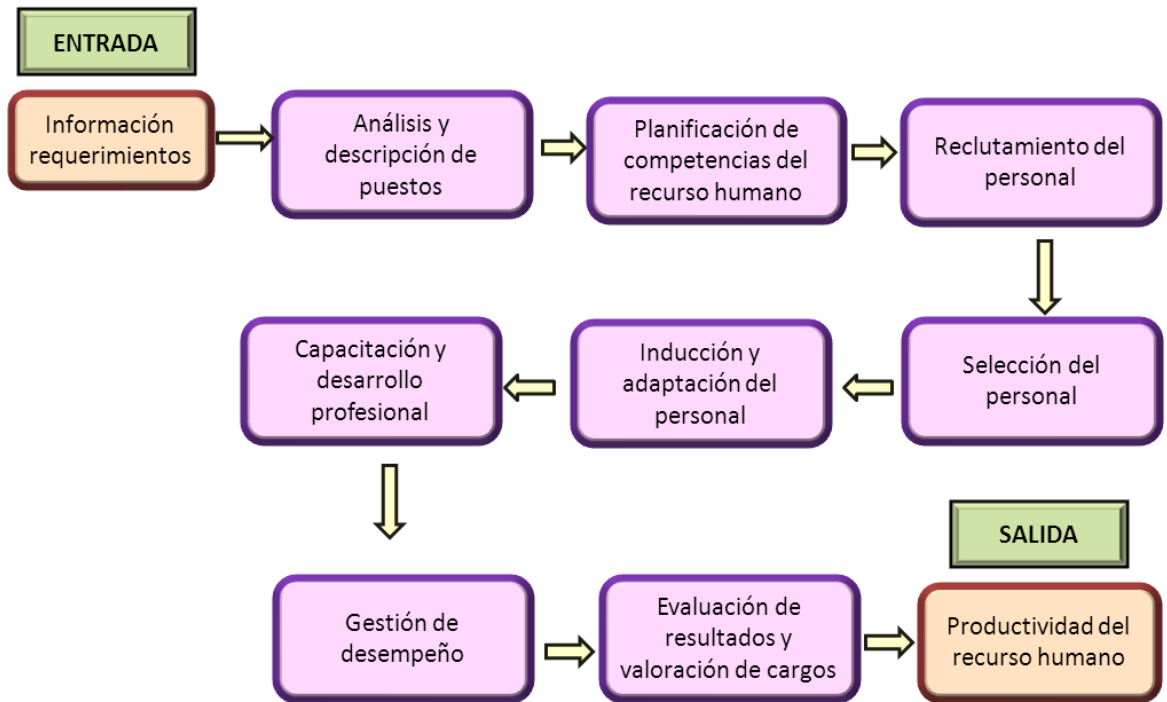 ENTRADA
Información
requerimientos
Análisis y
descripción de
puestos
Planificación de
competencias del
recurso humano
Reclutamiento del
personal
Selección del
personal
Inducción y
adaptación del
personal
Capacitación y
desarrollo
profesional
Gestión de
desempeño
Evaluación de
resultados y
valoración de cargos
SALIDA
Productividad del
recurso humano